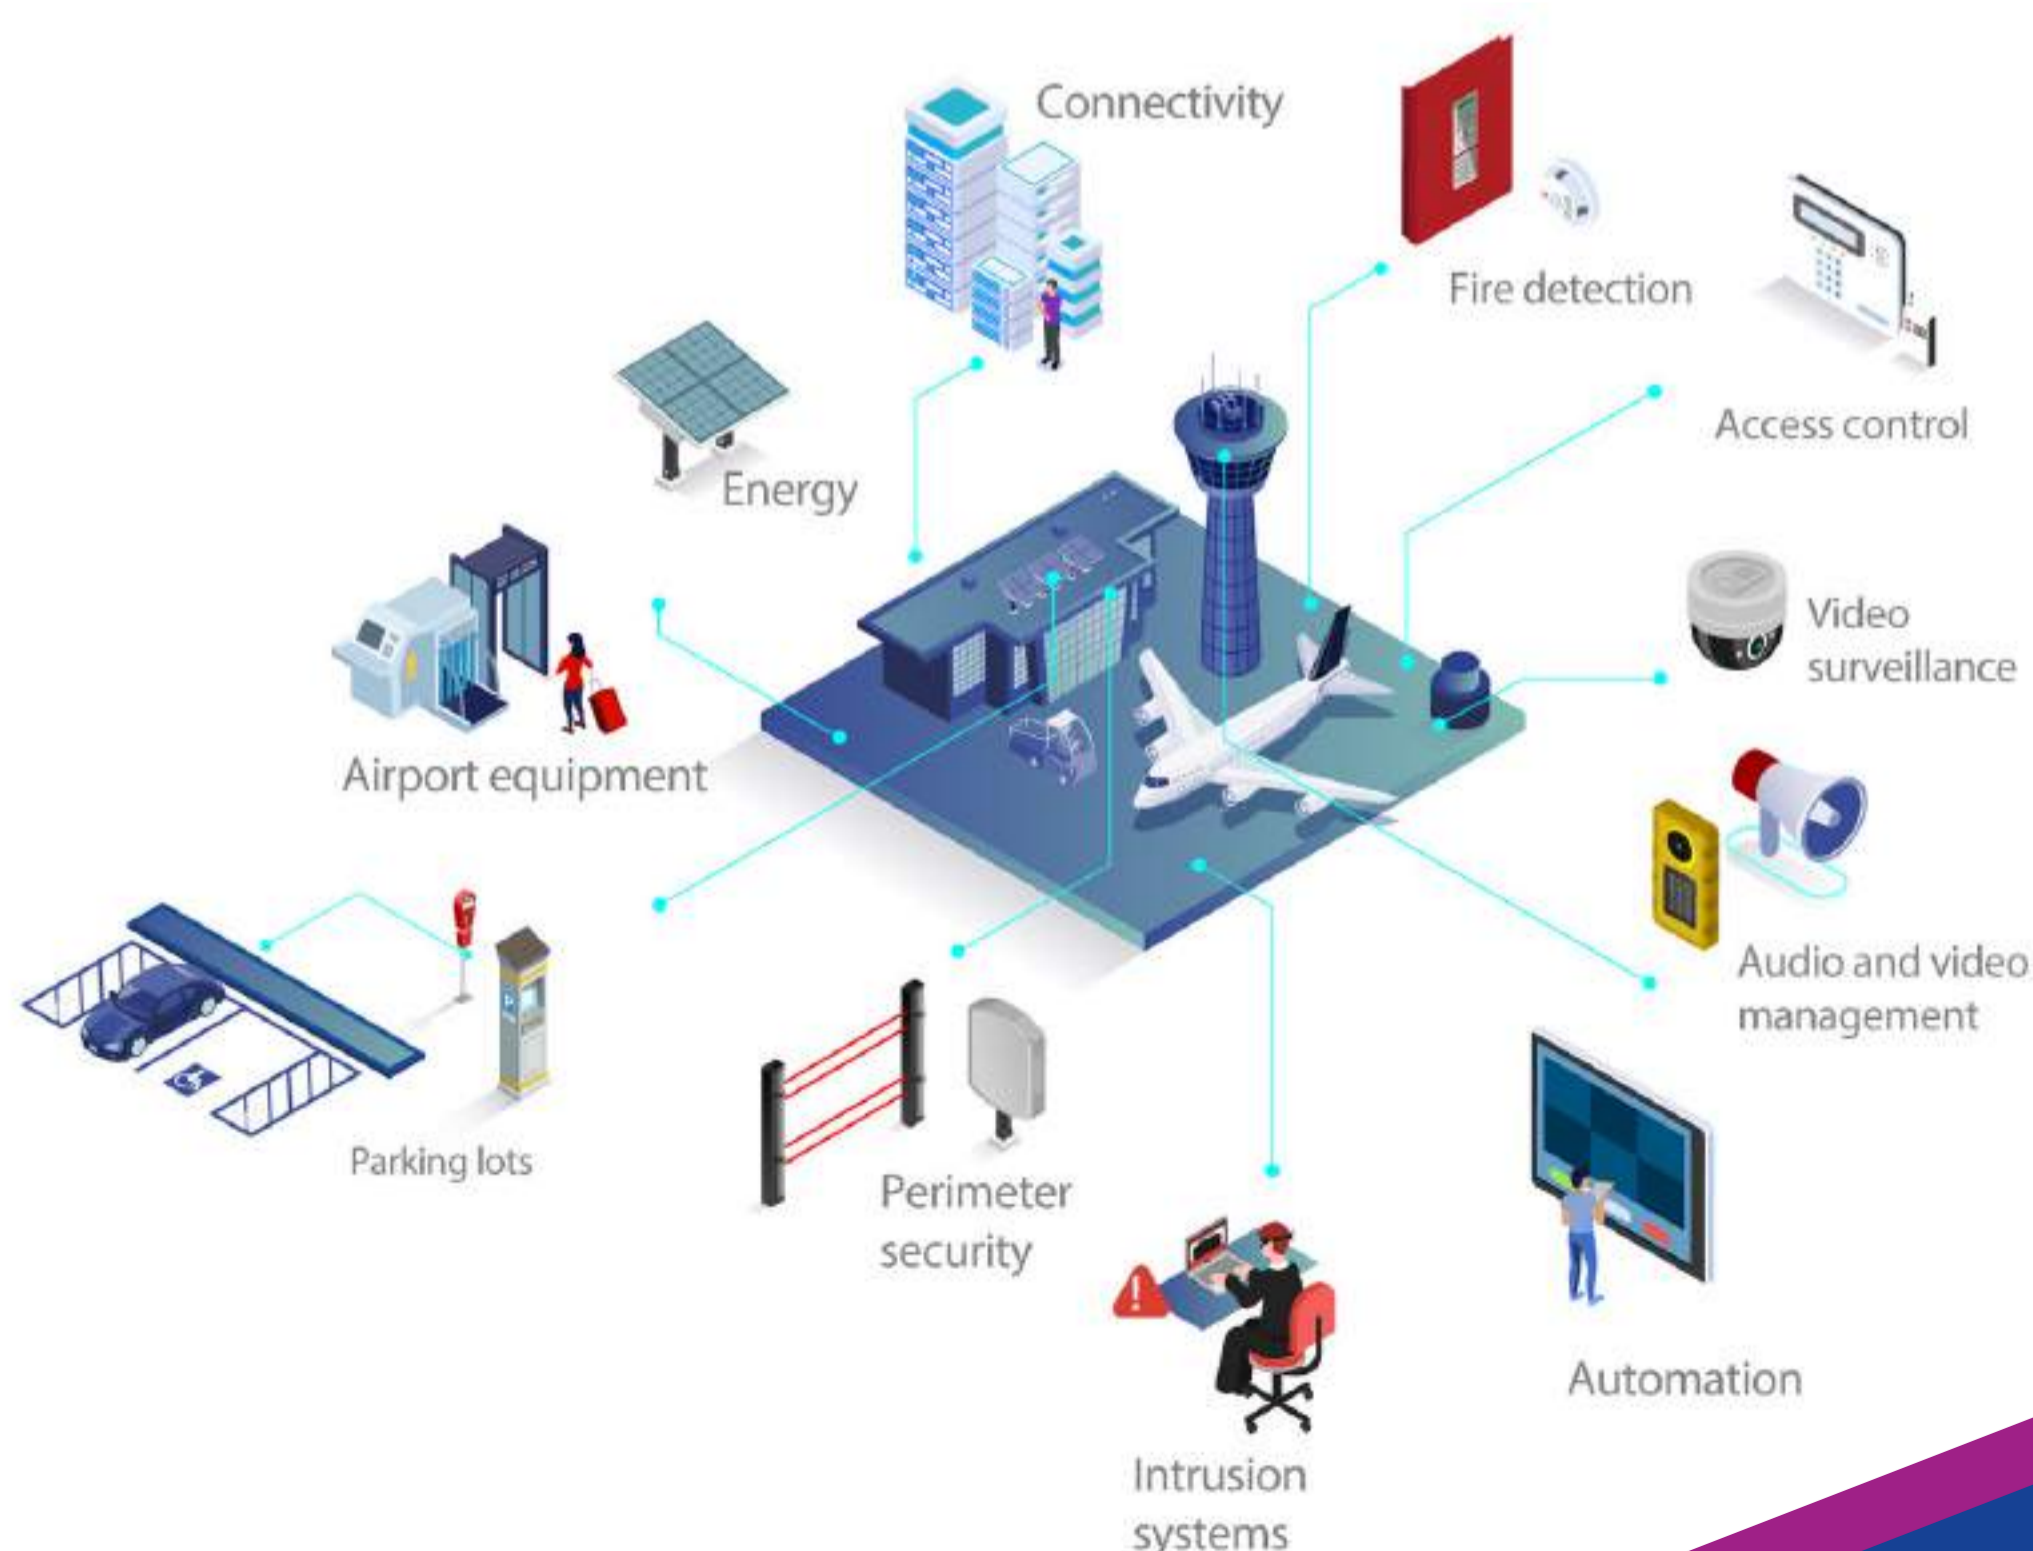 Connectivity
Fire detection
Access control
Energy
Video
surveillance
Airport equipment
Audio and video
management
P
Parking lots
Perimeter
security
Automation
Intrusion
systems